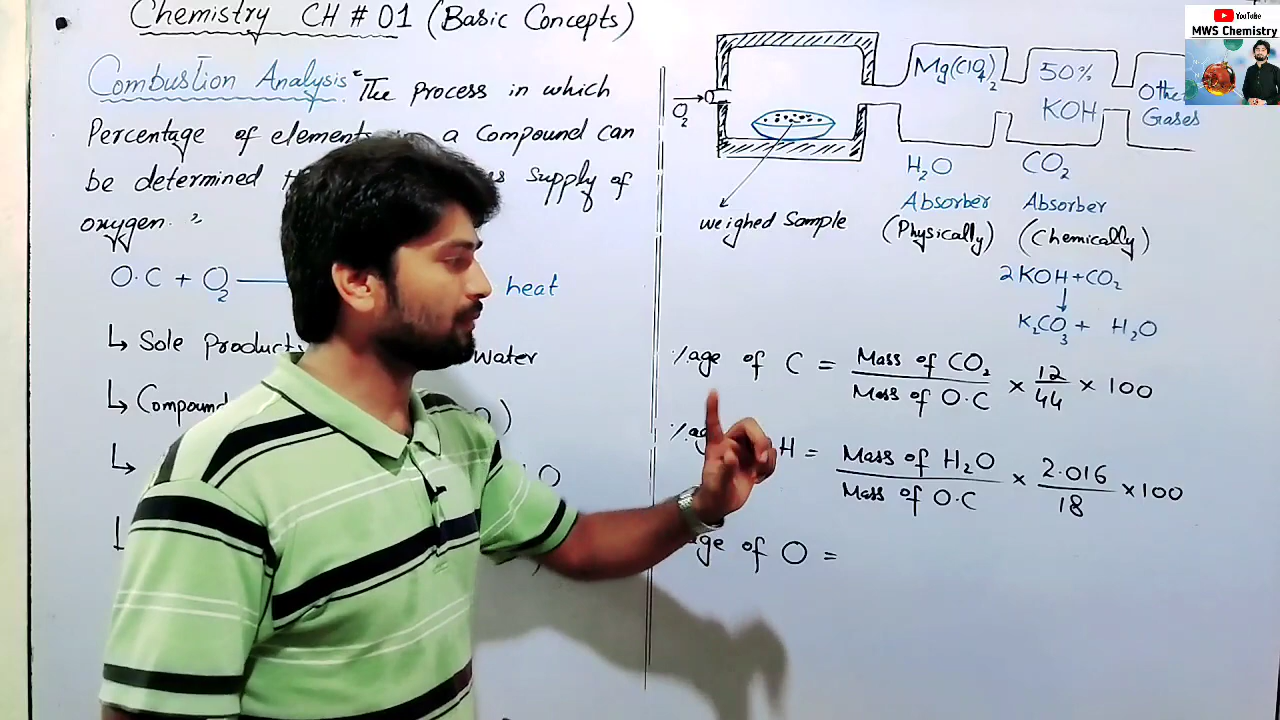 Chemistry CH # 01 (Basic Concepts)
Combustion Analysis "The Process in which
Percentage of elements a Compound can
be determined supply of
oxygen."
O·C + O₂ heat
↳ Sole Products water
↳ Compound O)
↳ O
%age of C = Mass of CO₂ / Mass of O·C × 12/44 × 100
%age H = Mass of H₂O / Mass of O·C × 2.016/18 × 100
age of O =
O₂
weighed Sample
Mg(ClO₄)₂
50%
KOH
Other
Gases
H₂O
Absorber
(Physically)
CO₂
Absorber
(Chemically)
2KOH + CO₂
↓
K₂CO₃ + H₂O
YouTube
MWS Chemistry